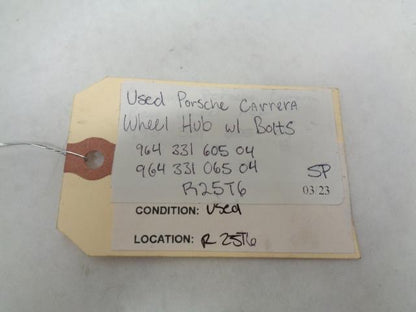 Used Porsche Carrera
Wheel Hub w/ Bolts
964 331 605 04
964 331 065 04 SP
R25T6 03 23
CONDITION: Used
LOCATION: R 25T6